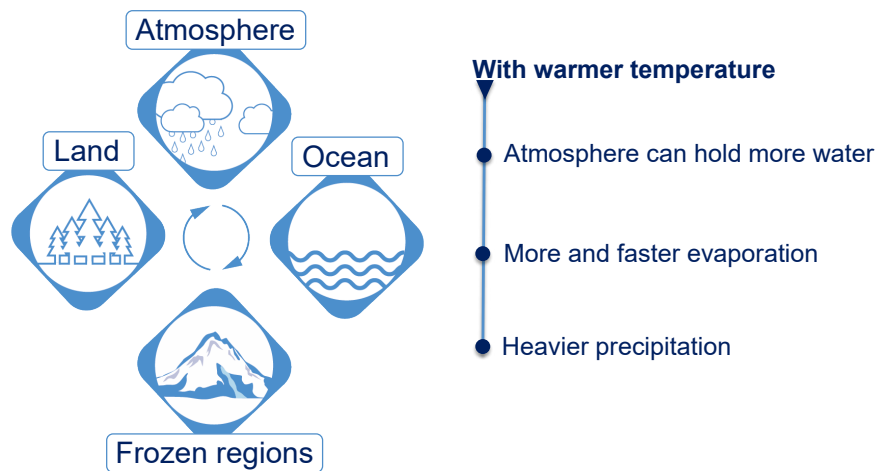 Atmosphere
Land
Ocean
Frozen regions
With warmer temperature
Atmosphere can hold more water
More and faster evaporation
Heavier precipitation